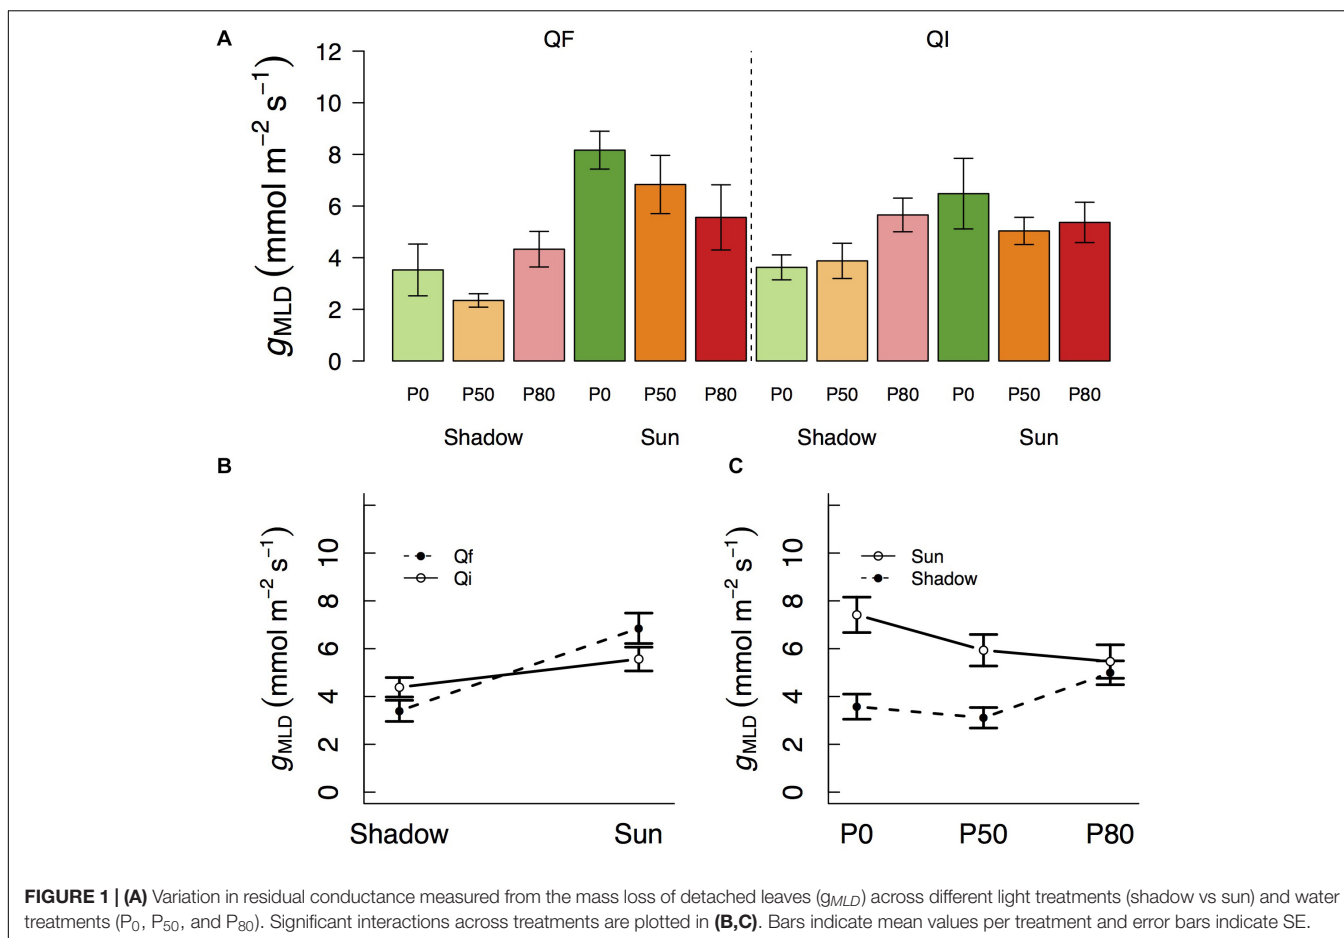 A
QF
QI
gMLD (mmol m−2 s−1)
12
10
8
6
4
2
0
P0 P50 P80 P0 P50 P80 P0 P50 P80 P0 P50 P80
Shadow Sun Shadow Sun
B
gMLD (mmol m−2 s−1)
10
8
6
4
2
0
Qf
Qi
Shadow Sun
C
gMLD (mmol m−2 s−1)
10
8
6
4
2
0
Sun
Shadow
P0 P50 P80
FIGURE 1 | (A) Variation in residual conductance measured from the mass loss of detached leaves (gMLD) across different light treatments (shadow vs sun) and water
treatments (P0, P50, and P80). Significant interactions across treatments are plotted in (B,C). Bars indicate mean values per treatment and error bars indicate SE.